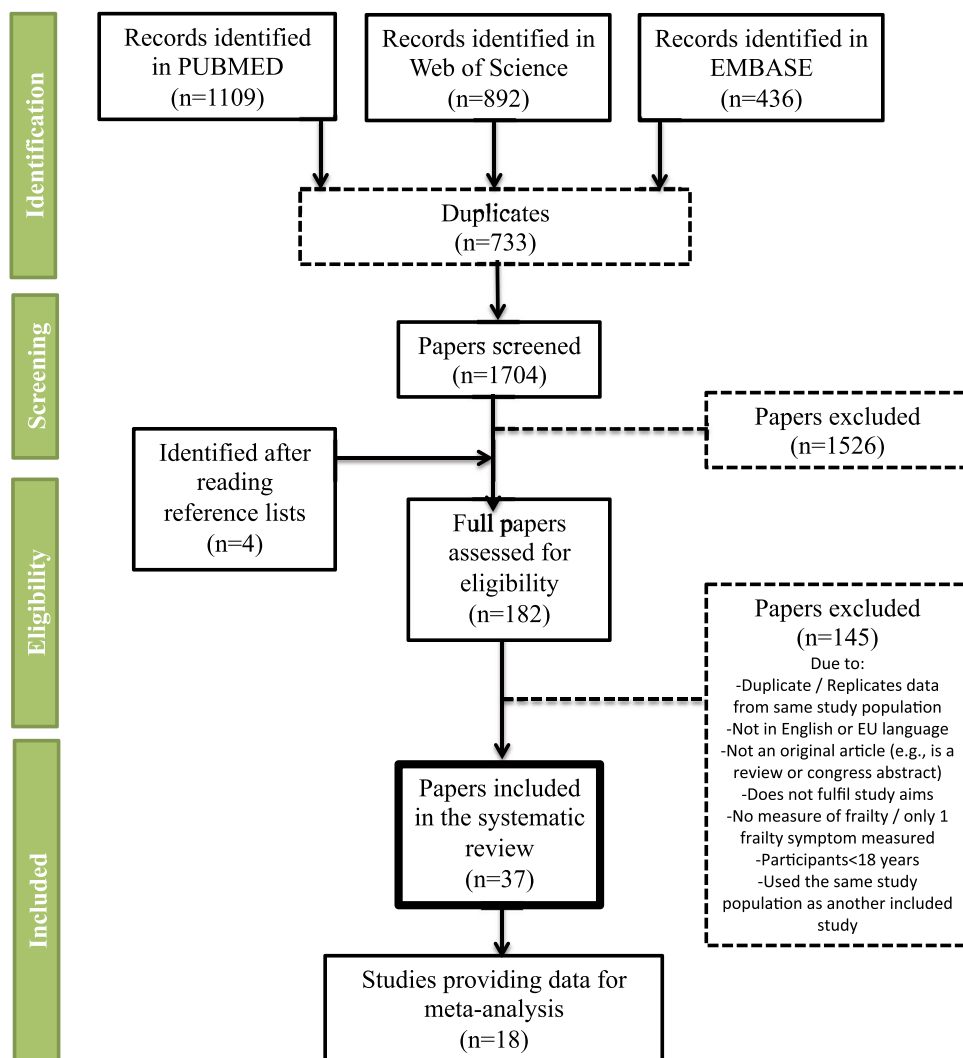 Identification
Records identified
in PUBMED
(n=1109)
Records identified in
Web of Science
(n=892)
Records identified in
EMBASE
(n=436)
Duplicates
(n=733)
Screening
Papers screened
(n=1704)
Papers excluded
(n=1526)
Identified after
reading
reference lists
(n=4)
Eligibility
Full papers
assessed for
eligibility
(n=182)
Papers excluded
(n=145)
Due to:
-Duplicate / Replicates data
from same study population
-Not in English or EU language
-Not an original article (e.g., is a
review or congress abstract)
-Does not fulfil study aims
-No measure of frailty / only 1
frailty symptom measured
-Participants<18 years
-Used the same study
population as another included
study
Included
Papers included
in the systematic
review
(n=37)
Studies providing data for
meta-analysis
(n=18)